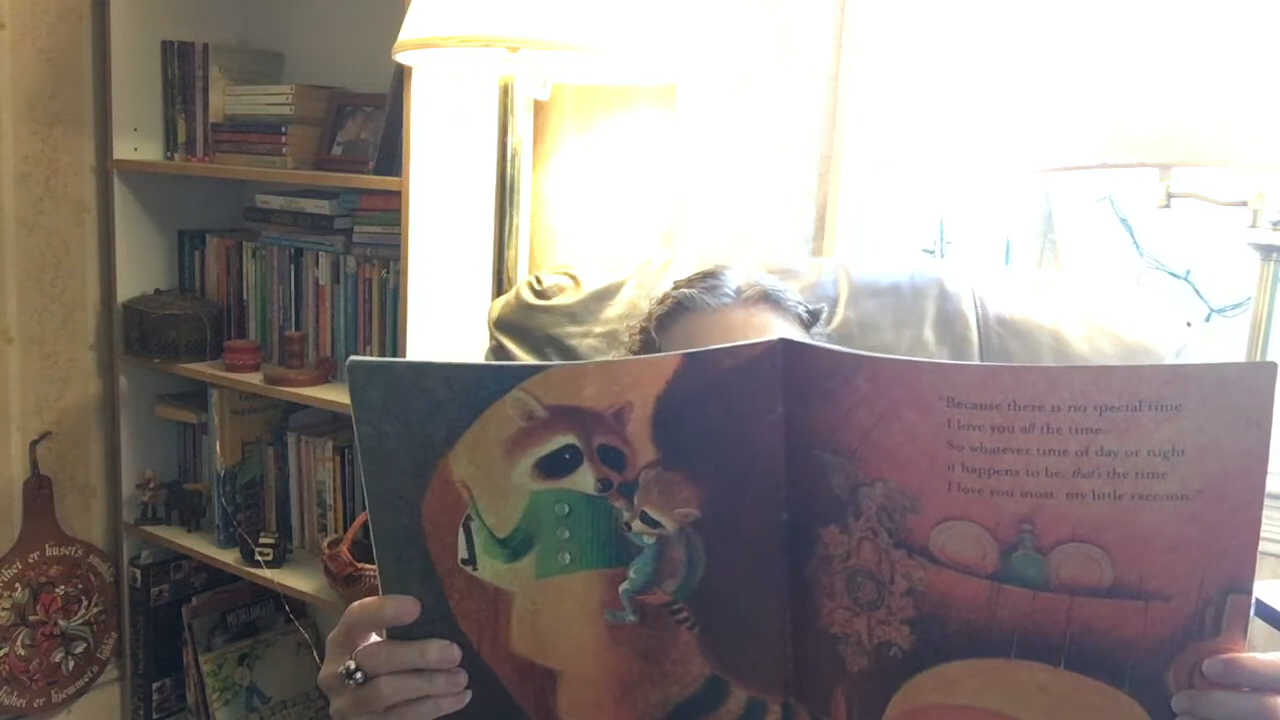 "Because there is no special time.
I love you all the time.
So whatever time of day or night
it happens to be, that's the time
I love you most, my little raccoon."
MICHELANGELO